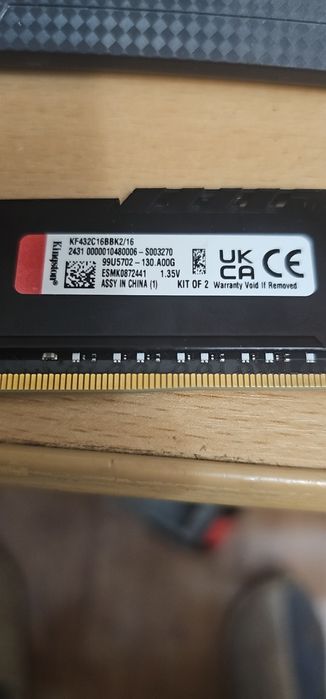 Kingston
KF432C16BBK2/16
2431 0000010480006 - S003270
99U5702 - 130.A00G
ESMK0872441 1.35V
ASSY IN CHINA (1) KIT OF 2 Warranty Void If Removed
UK
CA CE